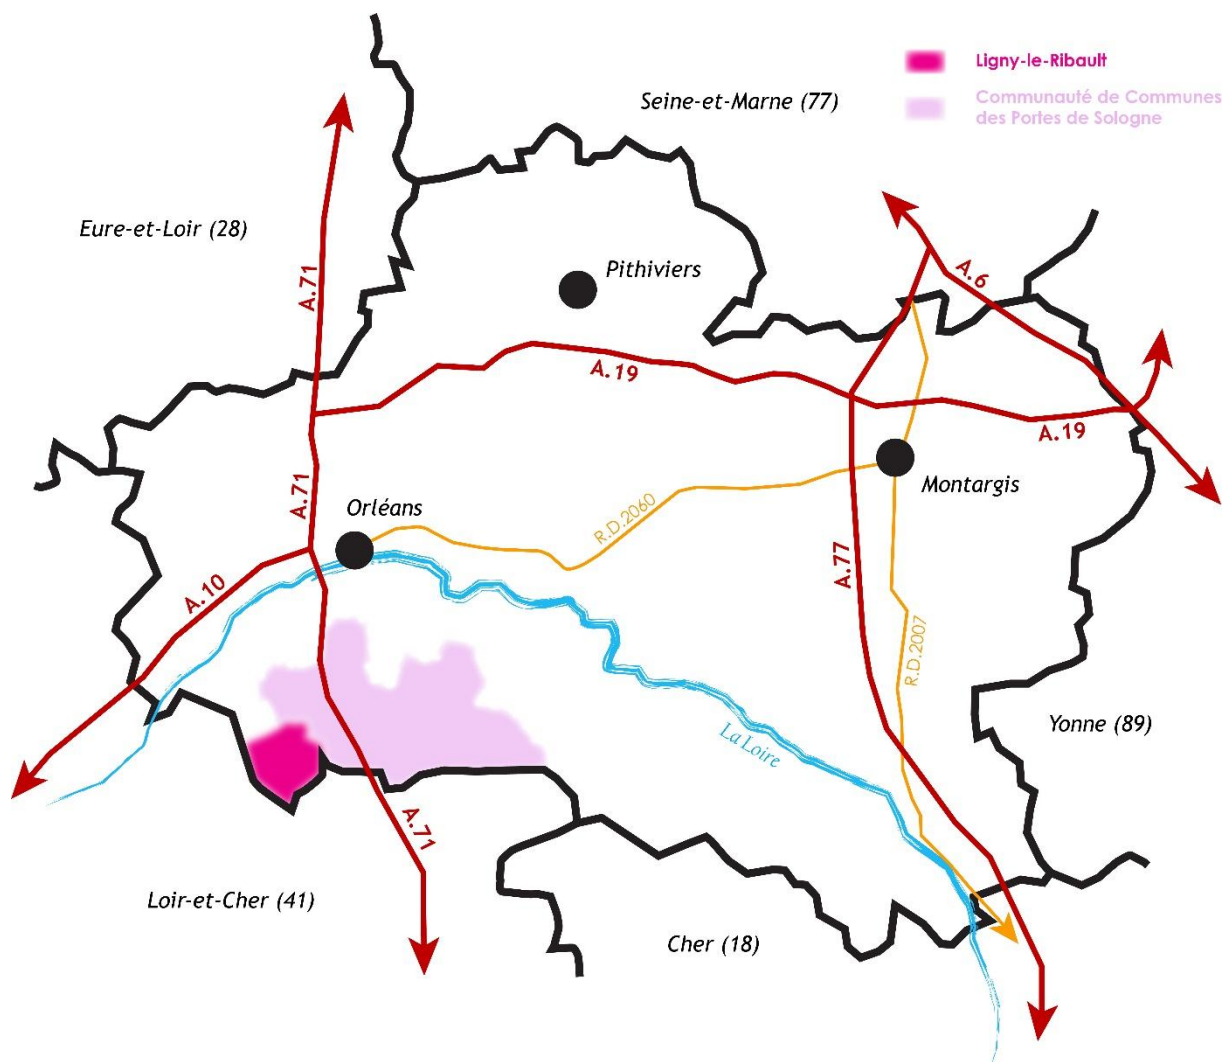 Ligny-le-Ribault
Communauté de Communes
des Portes de Sologne
Seine-et-Marne (77)
Eure-et-Loir (28)
Pithiviers
A.71
A.6
A.19
A.19
A.71
Orléans
Montargis
R.D.2060
A.10
A.77
R.D.2007
La Loire
Yonne (89)
A.71
Loir-et-Cher (41)
Cher (18)